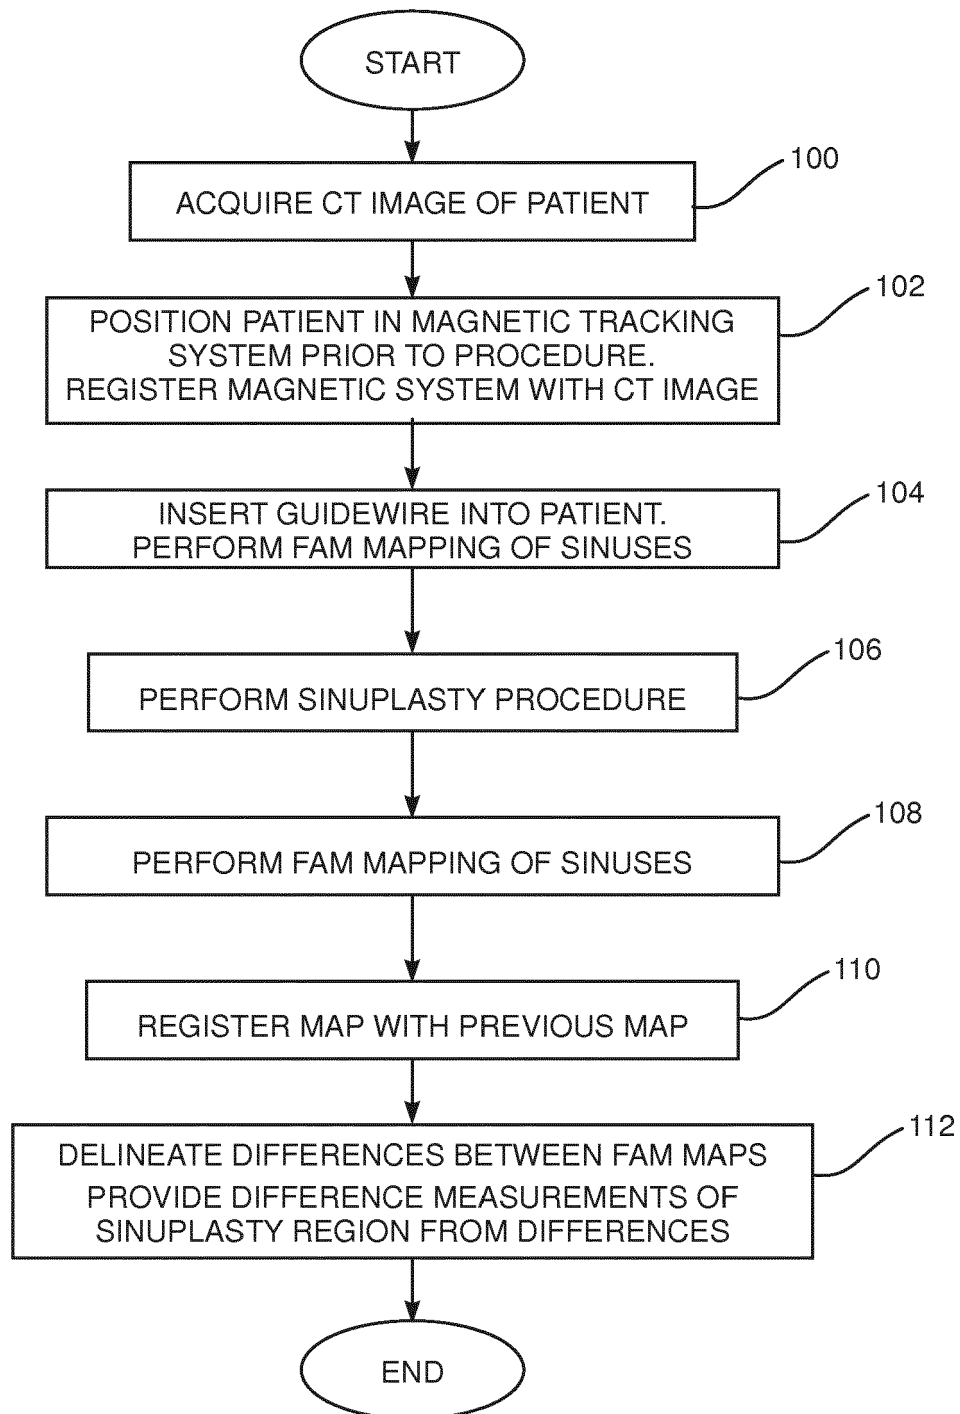 START
100
ACQUIRE CT IMAGE OF PATIENT
102
POSITION PATIENT IN MAGNETIC TRACKING
SYSTEM PRIOR TO PROCEDURE.
REGISTER MAGNETIC SYSTEM WITH CT IMAGE
104
INSERT GUIDEWIRE INTO PATIENT.
PERFORM FAM MAPPING OF SINUSES
106
PERFORM SINUPLASTY PROCEDURE
108
PERFORM FAM MAPPING OF SINUSES
110
REGISTER MAP WITH PREVIOUS MAP
112
DELINEATE DIFFERENCES BETWEEN FAM MAPS
PROVIDE DIFFERENCE MEASUREMENTS OF
SINUPLASTY REGION FROM DIFFERENCES
END